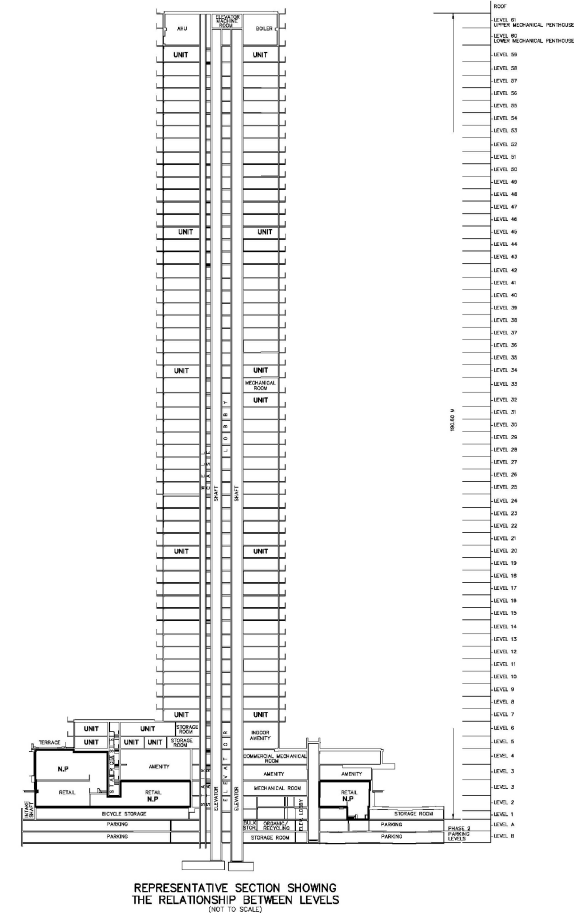 ROOF
ELEVATOR
MACHINE
ROOM
AHU
BOILER
LEVEL 61
UPPER MECHANICAL PENTHOUSE
LEVEL 60
LOWER MECHANICAL PENTHOUSE
UNIT UNIT LEVEL 59
LEVEL 58
LEVEL 57
LEVEL 56
LEVEL 55
LEVEL 54
LEVEL 53
LEVEL 52
LEVEL 51
LEVEL 50
LEVEL 49
LEVEL 48
LEVEL 47
LEVEL 46
UNIT UNIT LEVEL 45
LEVEL 44
LEVEL 43
LEVEL 42
LEVEL 41
LEVEL 40
LEVEL 39
LEVEL 38
LEVEL 37
LEVEL 36
LEVEL 35
UNIT UNIT LEVEL 34
MECHANICAL
ROOM
LEVEL 33
UNIT LEVEL 32
LEVEL 31
LEVEL 30
LEVEL 29
LEVEL 28
LEVEL 27
LEVEL 26
LEVEL 25
LEVEL 24
LEVEL 23
LEVEL 22
LEVEL 21
UNIT UNIT LEVEL 20
LEVEL 19
LEVEL 18
LEVEL 17
LEVEL 16
LEVEL 15
LEVEL 14
LEVEL 13
LEVEL 12
LEVEL 11
LEVEL 10
LEVEL 9
LEVEL 8
UNIT UNIT LEVEL 7
UNIT UNIT
STORAGE
ROOM
INDOOR
AMENITY
LEVEL 6
TERRACE UNIT UNIT UNIT
STORAGE
ROOM
LEVEL 5
COMMERCIAL MECHANICAL
ROOM
LEVEL 4
N.P AMENITY AMENITY AMENITY LEVEL 3
RETAIL RETAIL
N.P
MECHANICAL ROOM
RETAIL
N.P
LEVEL 3
LEVEL 2
INTAKE
SHAFT
BICYCLE STORAGE
STORAGE ROOM
LEVEL 1
PARKING
BULK
STOR.
ORGANIC/
RECYCLING
PARKING
LEVEL A
PHASE 2
PARKING
LEVELS
PARKING STORAGE ROOM PARKING LEVEL B
ELEV LOBBY
ELEVATOR
SHAFT
ELEVATOR LOBBY
ELEVATOR
SHAFT
REPRESENTATIVE SECTION SHOWING
THE RELATIONSHIP BETWEEN LEVELS
(NOT TO SCALE)